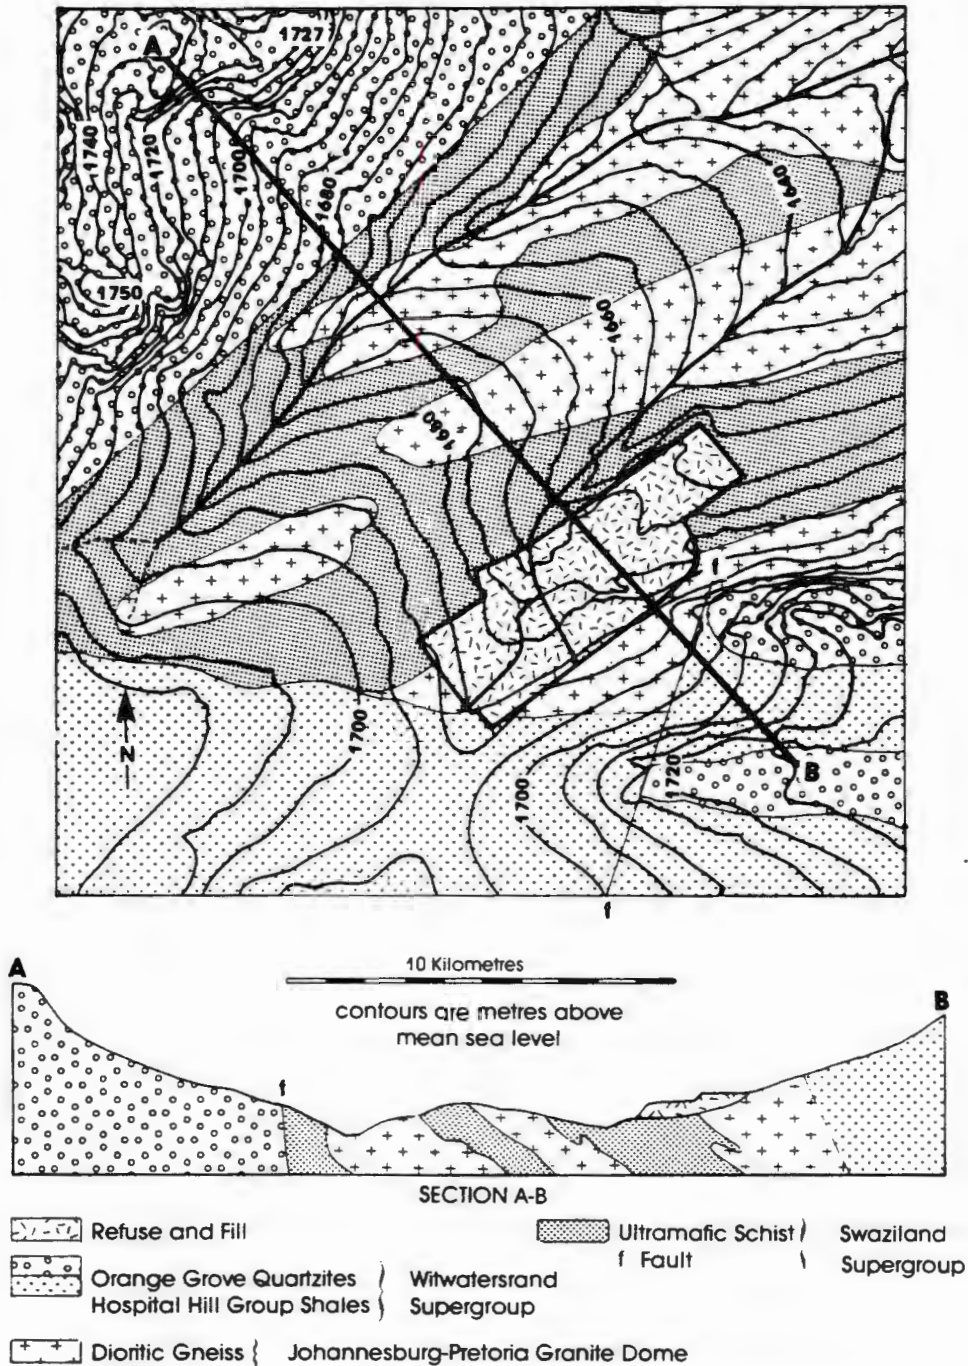 1727
A
1740
1720
1700
1680
1640
1750
1660
1680
f
N
1700
1720
B
1700
f
A
10 Kilometres
B
contours are metres above
mean sea level
f
SECTION A-B
Refuse and Fill
Ultramafic Schist
Swaziland
f Fault
Supergroup
Orange Grove Quartzites
Witwatersrand
Hospital Hill Group Shales
Supergroup
Dioritic Gneiss
Johannesburg-Pretoria Granite Dome